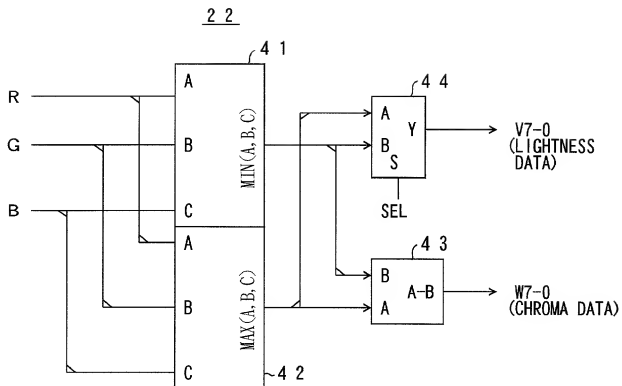 22
41
R
A
G
B
MIN(A,B,C)
B
C
44
A
Y
B
S
SEL
V7-0
(LIGHTNESS
DATA)
A
B
MAX(A,B,C)
C
42
43
B
A-B
A
W7-0
(CHROMA DATA)